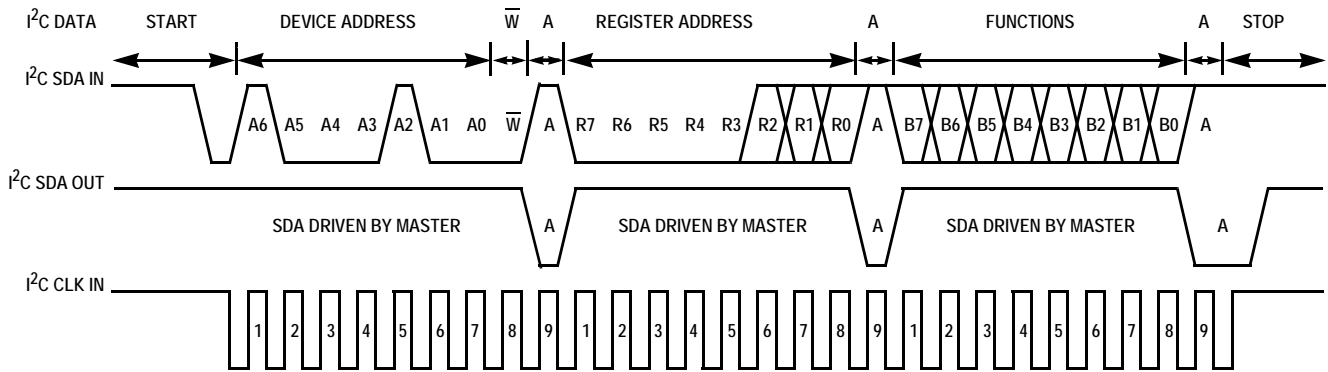 I²C DATA START DEVICE ADDRESS W̅ A REGISTER ADDRESS A FUNCTIONS A STOP
I²C SDA IN
A6 A5 A4 A3 A2 A1 A0 W̅ A R7 R6 R5 R4 R3 R2 R1 R0 A B7 B6 B5 B4 B3 B2 B1 B0 A
I²C SDA OUT
SDA DRIVEN BY MASTER A SDA DRIVEN BY MASTER A SDA DRIVEN BY MASTER A
I²C CLK IN
1 2 3 4 5 6 7 8 9 1 2 3 4 5 6 7 8 9 1 2 3 4 5 6 7 8 9